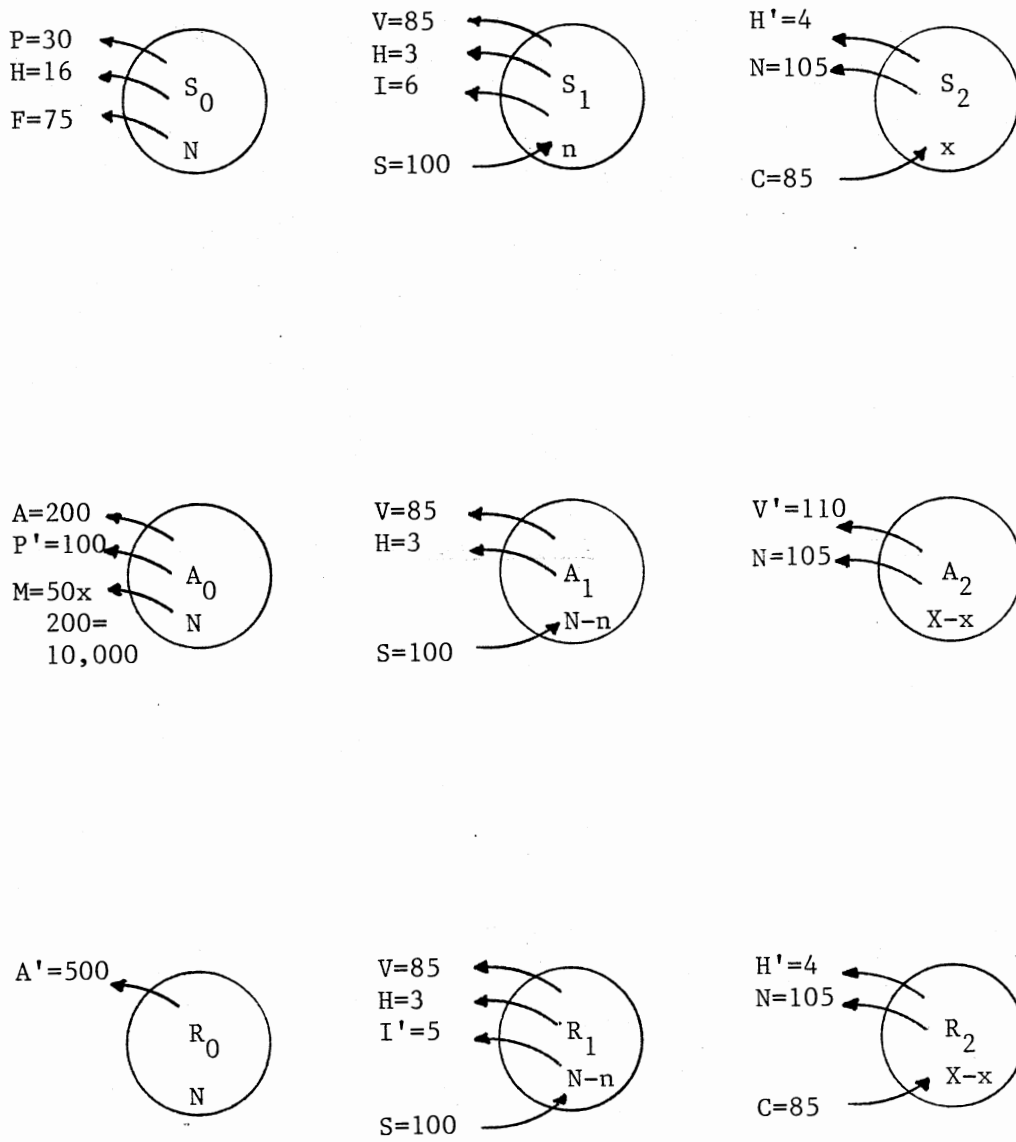 P=30
H=16
F=75
S0
N
V=85
H=3
I=6
S=100
S1
n
H'=4
N=105
C=85
S2
x
A=200
P'=100
M=50x
200=
10,000
A0
N
V=85
H=3
S=100
A1
N-n
V'=110
N=105
A2
X-x
A'=500
R0
N
V=85
H=3
I'=5
S=100
R1
N-n
H'=4
N=105
C=85
R2
X-x